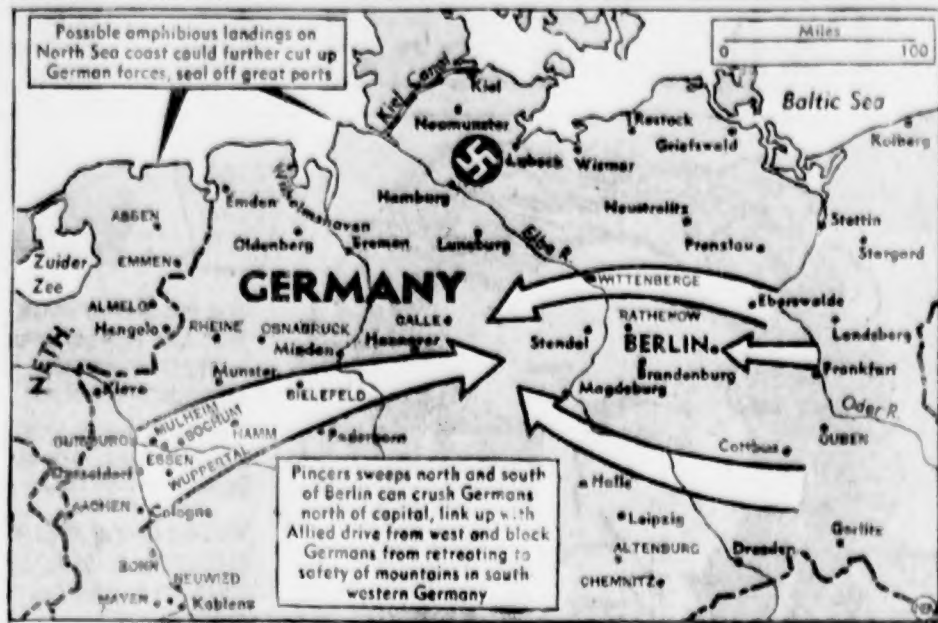 Possible amphibious landings on
North Sea coast could further cut up
German forces, seal off great parts
Miles
0 100
Kiel Canal
Kiel
Baltic Sea
Neumunster
Rostock
Griefswald
Kolberg
Lubeck
Wismar
Emden
Hamburg
ASSEN
Neustrelitz
Stettin
Oldenberg
Bremen
Luneburg
Elbe R.
Prenslau
Stargard
Zuider
Zee
EMMEN
GERMANY
WITTENBERGE
Eberswalde
ALMELO
CALLE
RATHENOW
Landsberg
Hengelo
RHEINE
OSNABRUCK
Stendal
BERLIN
NETH.
Minden
Hannover
Brandenburg
Frankfurt
Kleve
Munster
BIELEFELD
Magdeburg
Oder R.
MULHEIM
BOCHUM
HAMM
GUBEN
Paderborn
Cottbus
ESSEN
Dusseldorf
WUPPERTAL
Pincers sweeps north and south
of Berlin can crush Germans
north of capital, link up with
Allied drive from west and block
Germans from retreating to
safety of mountains in south
western Germany
Halle
AACHEN
Cologne
Leipzig
Gorlitz
BONN
ALTENBURG
Dresden
NEUWIED
CHEMNITZ
MAYEN
Koblenz